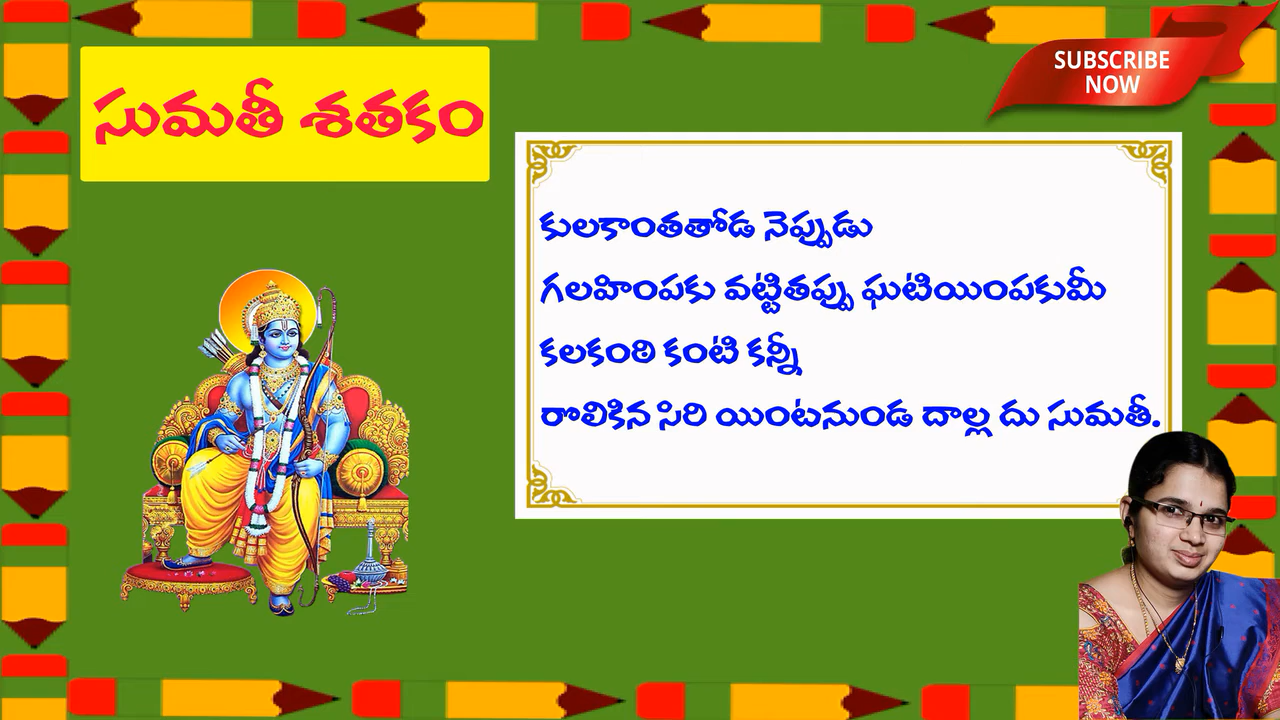 సుమతీ శతకం
SUBSCRIBE
NOW
కులకాంతతోడ నెప్పుడు
గలహింపకు వట్టితప్పు ఘటియింపకుమీ
కలకంఠి కంటి కన్నీ
రొలికిన సిరి యింటనుండ దాల్ల దు సుమతీ.